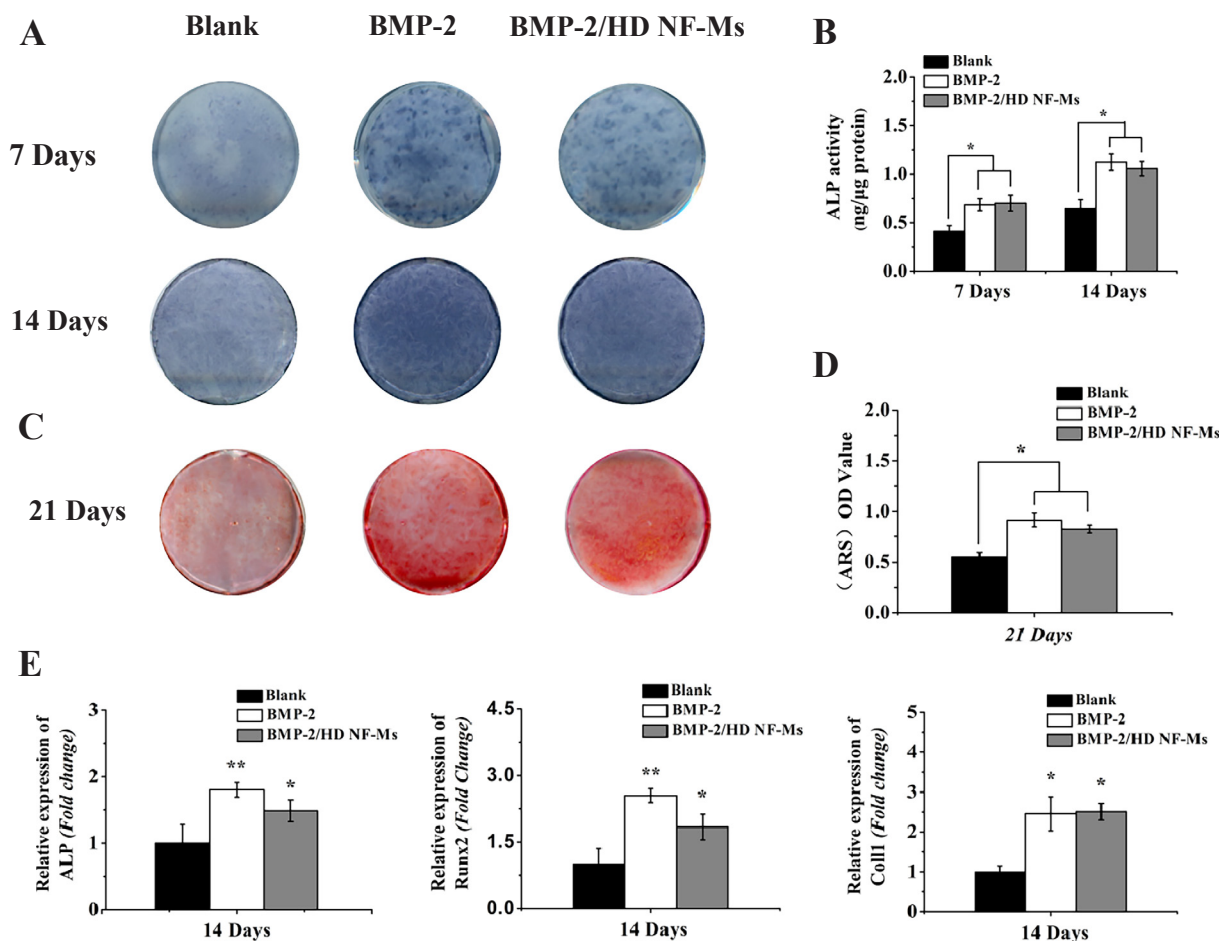 A
Blank
BMP-2
BMP-2/HD NF-Ms
7 Days
14 Days
B
Blank
BMP-2
BMP-2/HD NF-Ms
ALP activity
(ng/μg protein)
2.0
1.5
1.0
0.5
0.0
*
*
7 Days
14 Days
C
21 Days
D
Blank
BMP-2
BMP-2/HD NF-Ms
（ARS）OD Value
2.0
1.5
1.0
0.5
0.0
*
21 Days
E
Blank
BMP-2
BMP-2/HD NF-Ms
Relative expression of
ALP (Fold change)
3
2
1
0
**
*
14 Days
Blank
BMP-2
BMP-2/HD NF-Ms
Relative expression of
Runx2 (Fold Change)
4.5
3.0
1.5
0.0
**
*
14 Days
Blank
BMP-2
BMP-2/HD NF-Ms
Relative expression of
Coll1 (Fold change)
5
4
3
2
1
0
*
*
14 Days